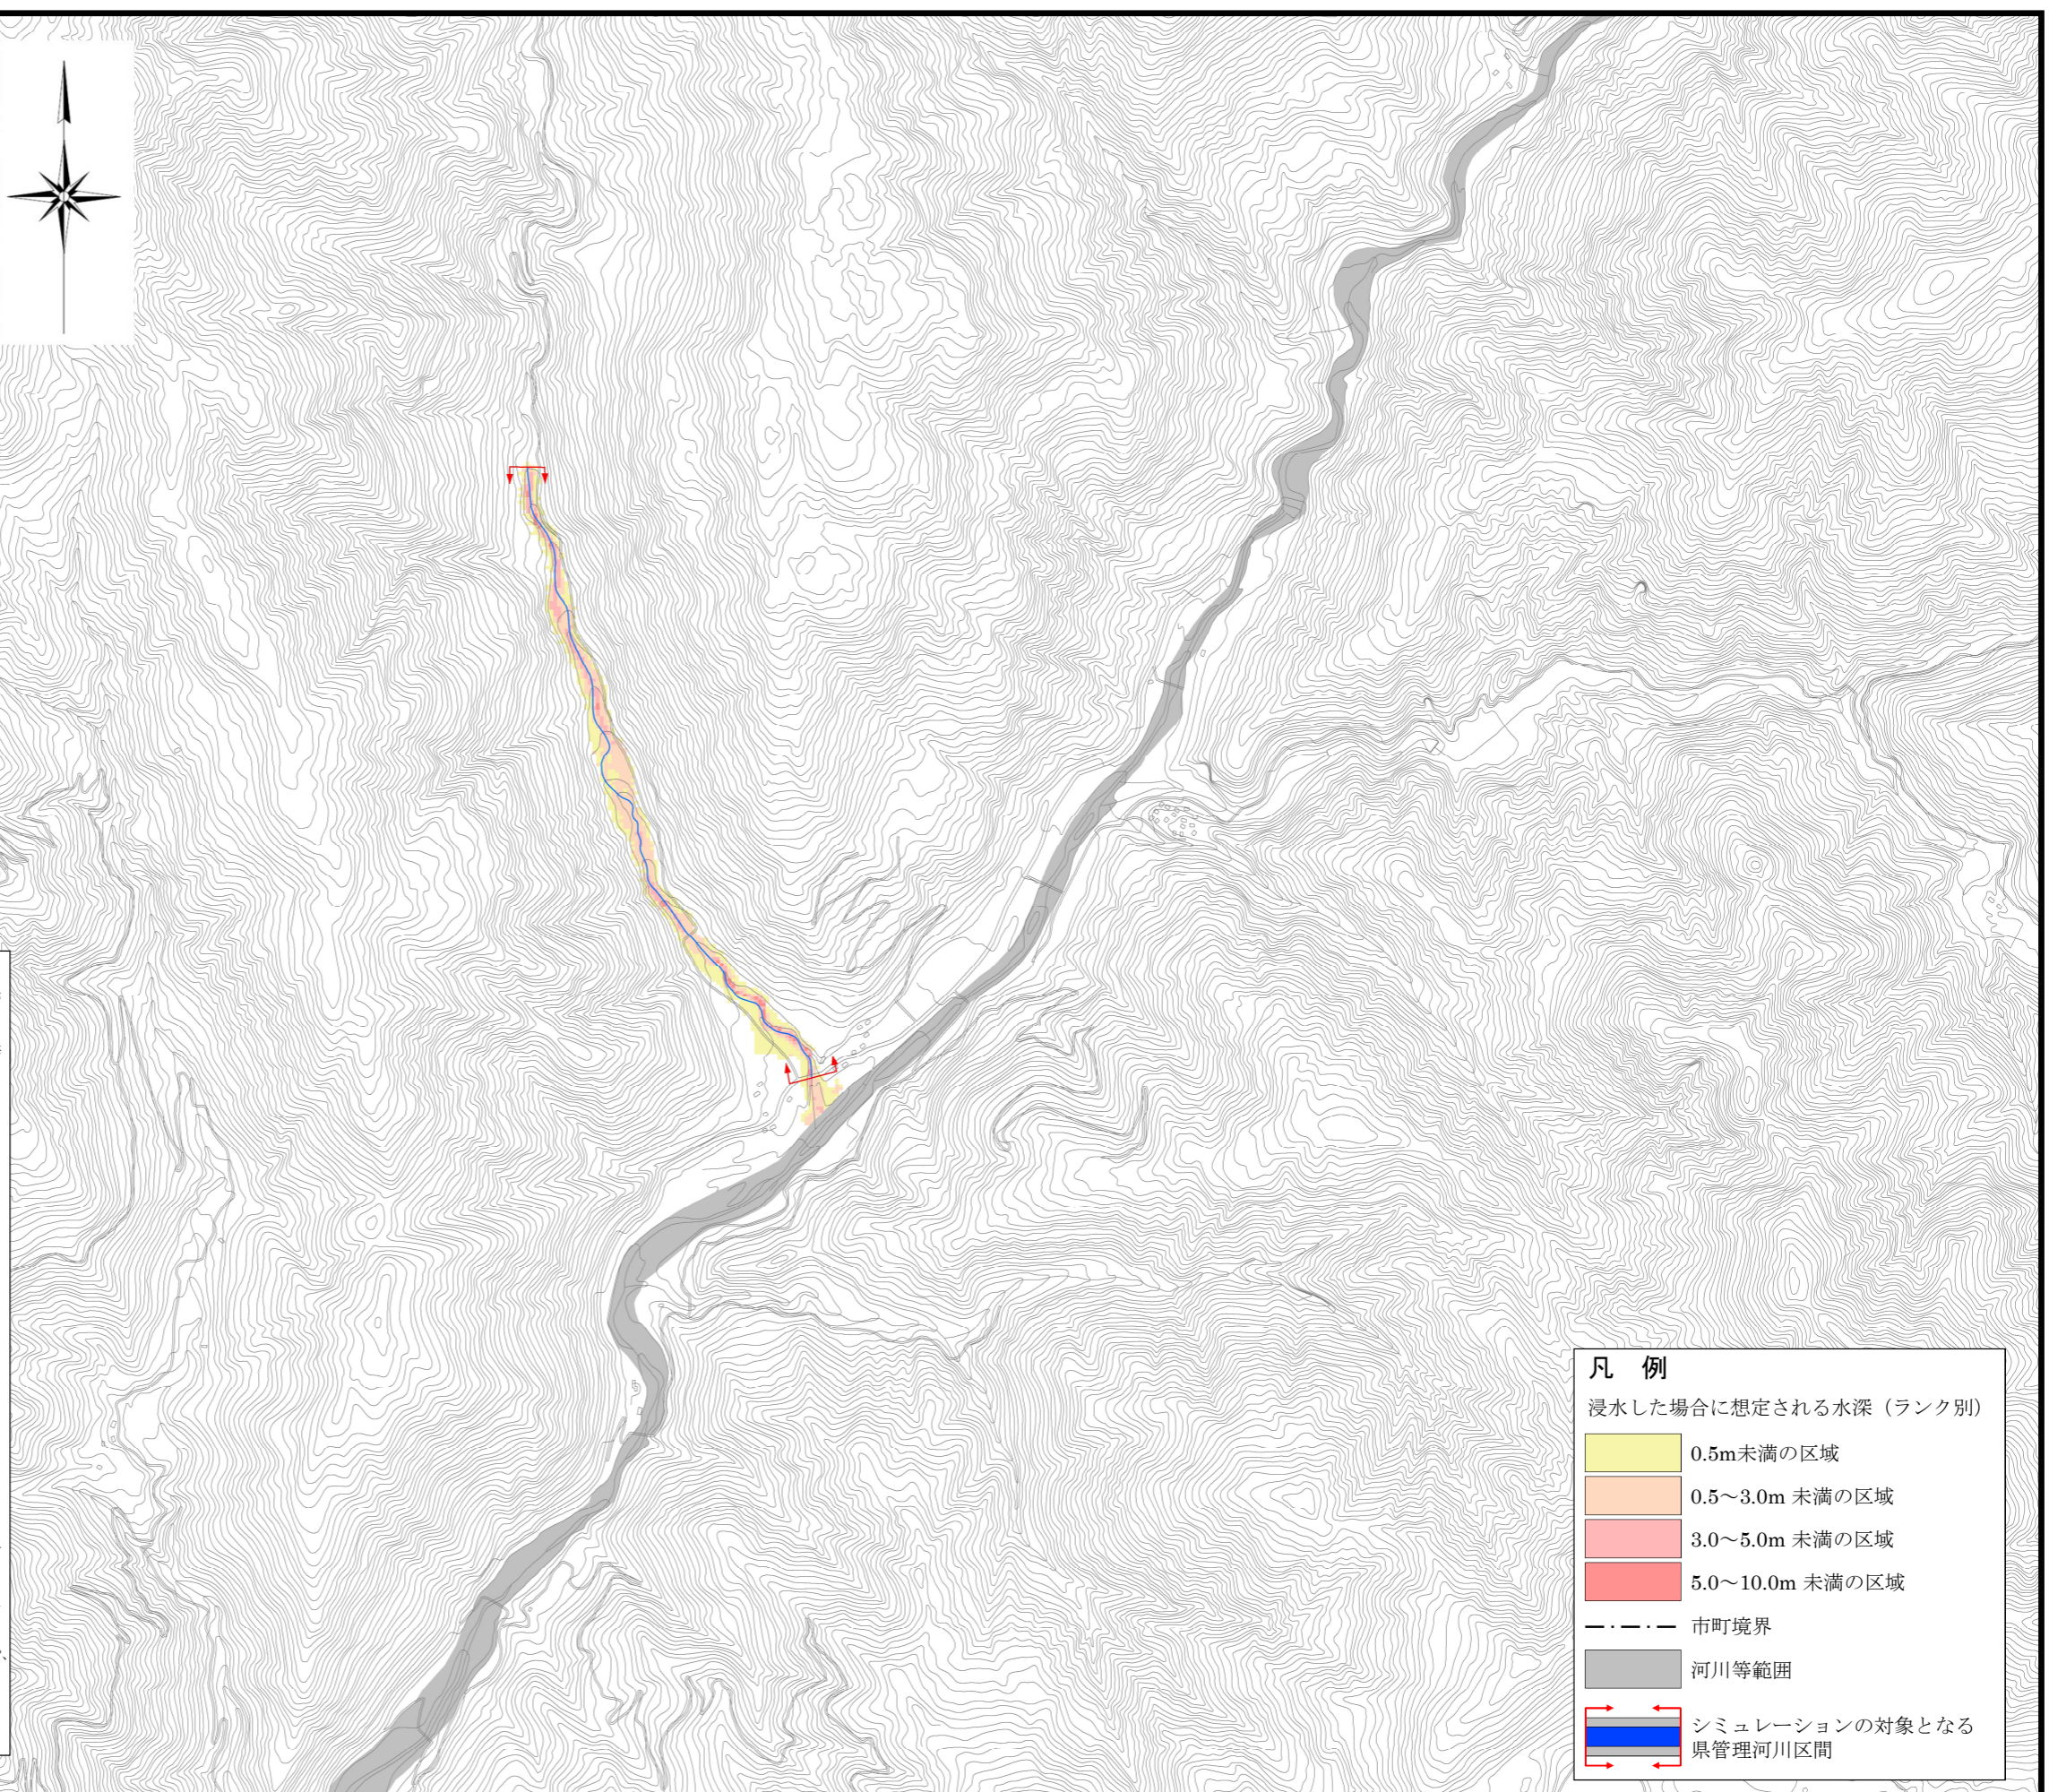 凡 例
浸水した場合に想定される水深（ランク別）
0.5m未満の区域
0.5～3.0m 未満の区域
3.0～5.0m 未満の区域
5.0～10.0m 未満の区域
市町境界
河川等範囲
シミュレーションの対象となる
県管理河川区間